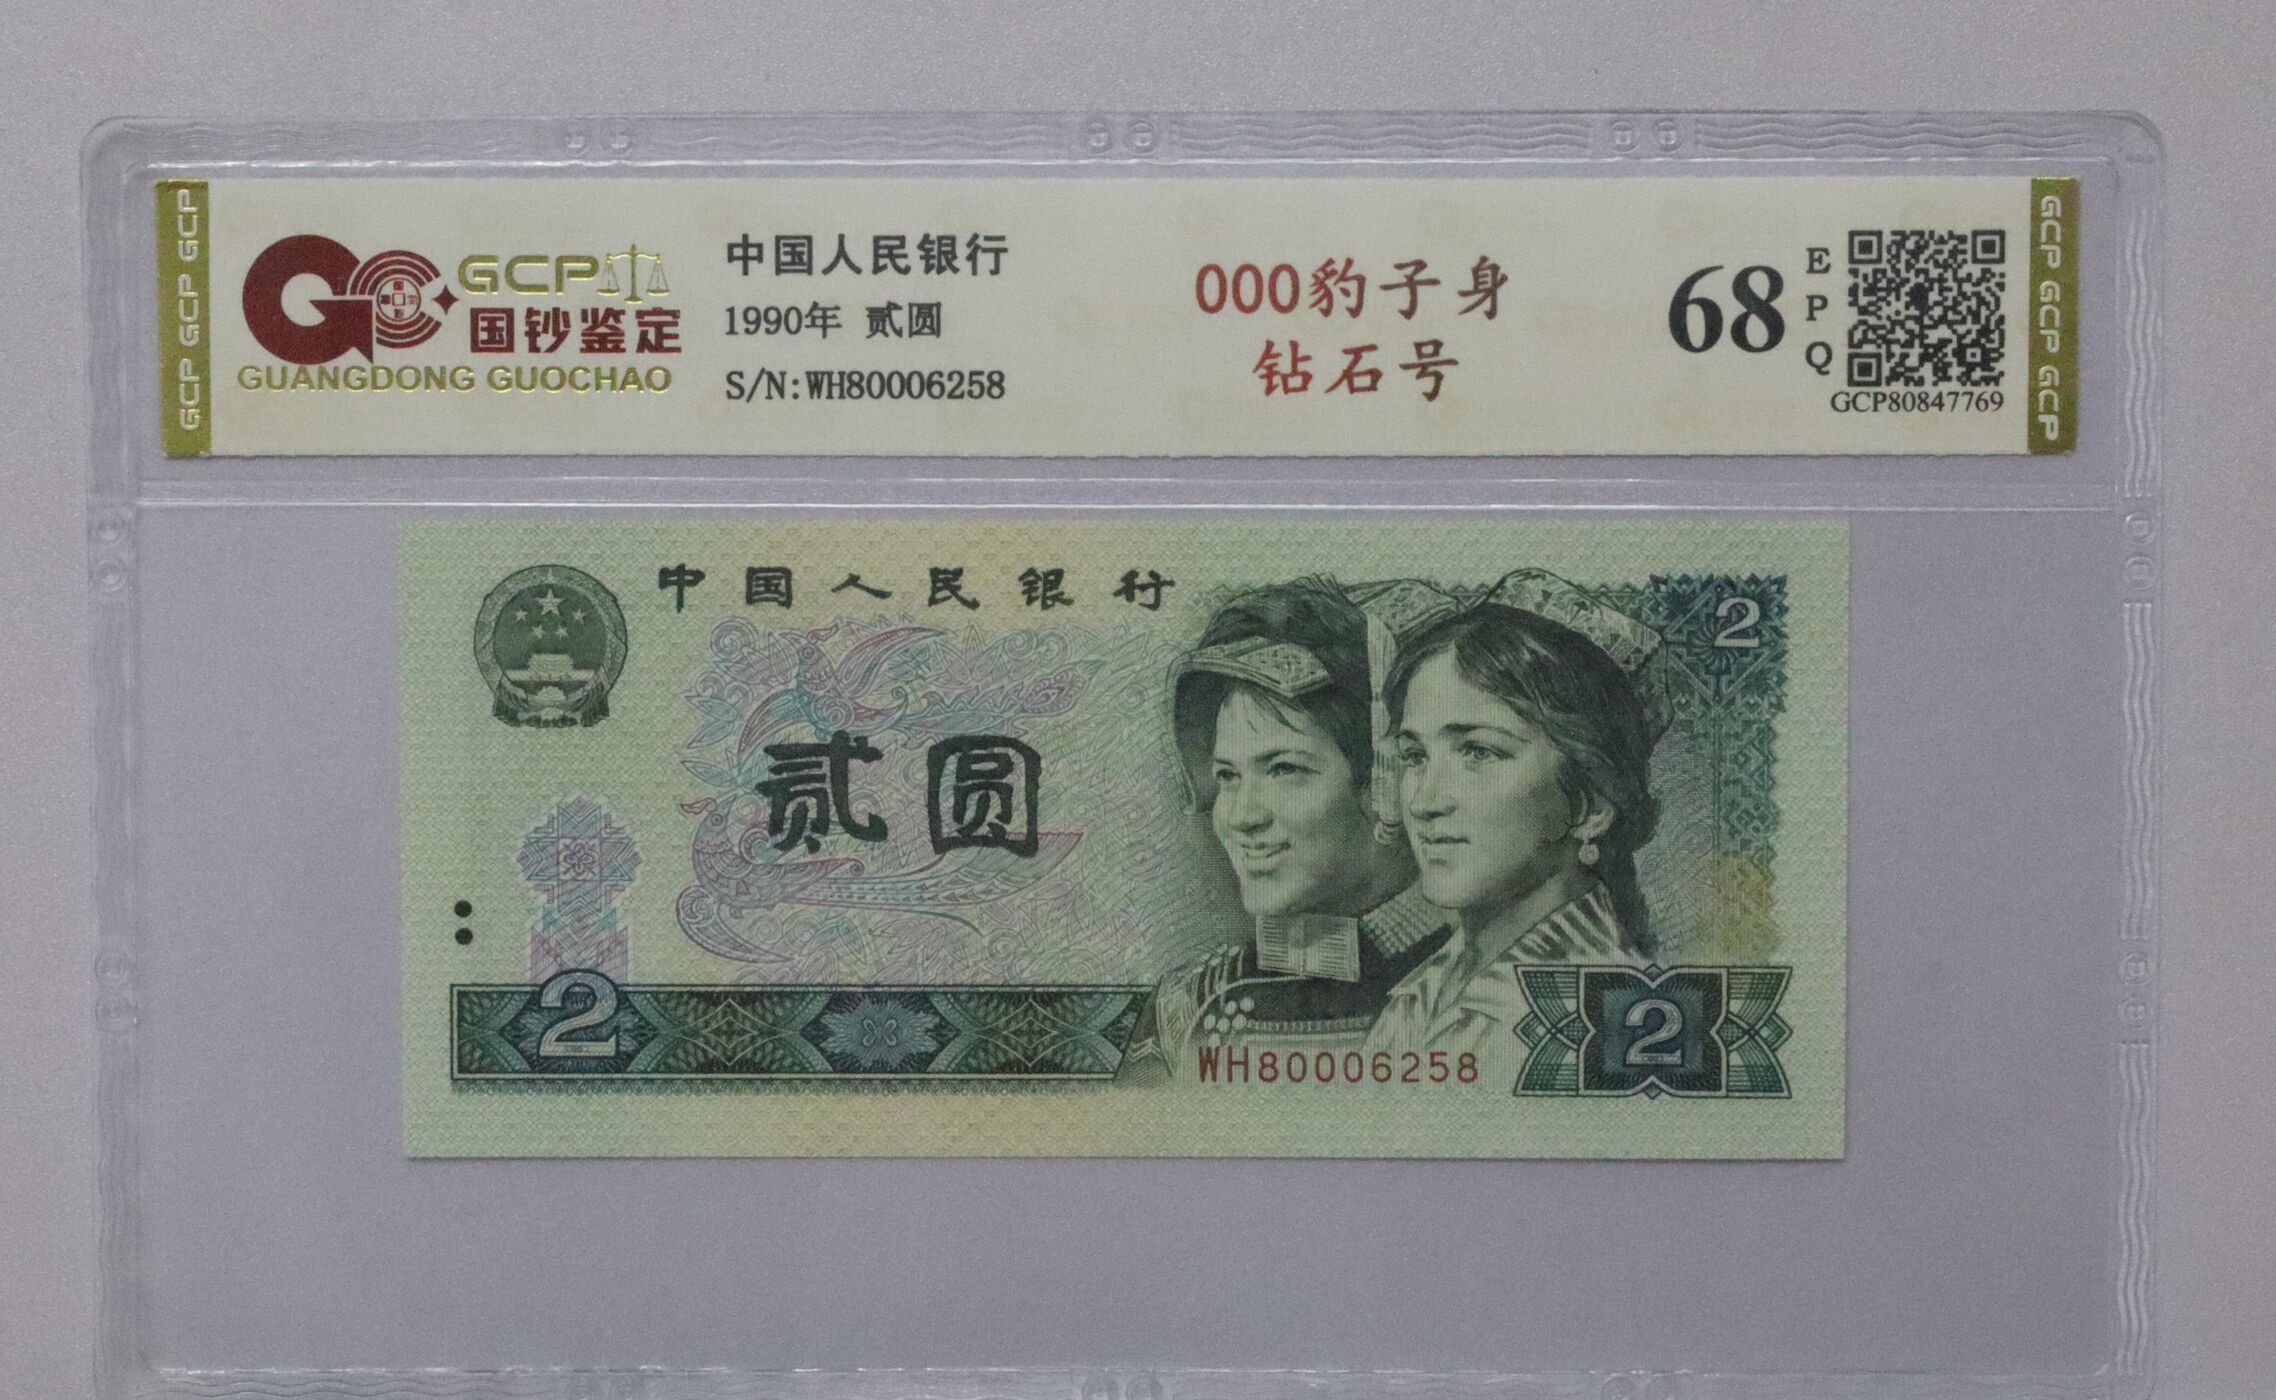 GCP GCP GCP
GCP
国钞鉴定
GUANGDONG GUOCHAO
中国人民银行
1990年 贰圆
S/N:WH80006258
000豹子身
钻石号
68
EPQ
GCP80847769
GCP GCP GCP
中国人民银行
2
贰圆
2
WH80006258
2